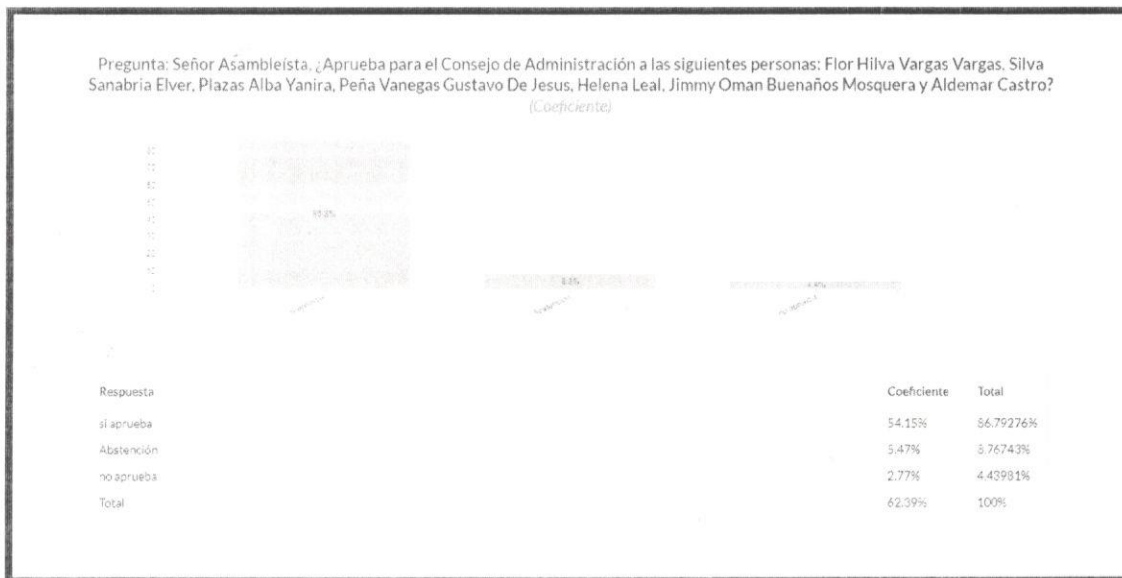 Pregunta: Señor Asambleísta, ¿Aprueba para el Consejo de Administración a las siguientes personas: Flor Hilva Vargas Vargas, Silva
Sanabria Elver, Plazas Alba Yanira, Peña Vanegas Gustavo De Jesus, Helena Leal, Jimmy Oman Buenaños Mosquera y Aldemar Castro?
(Coeficiente)
Respuesta Coeficiente Total
si aprueba 54.15% 86.79276%
Abstención 5.47% 8.76743%
no aprueba 2.77% 4.43981%
Total 62.39% 100%